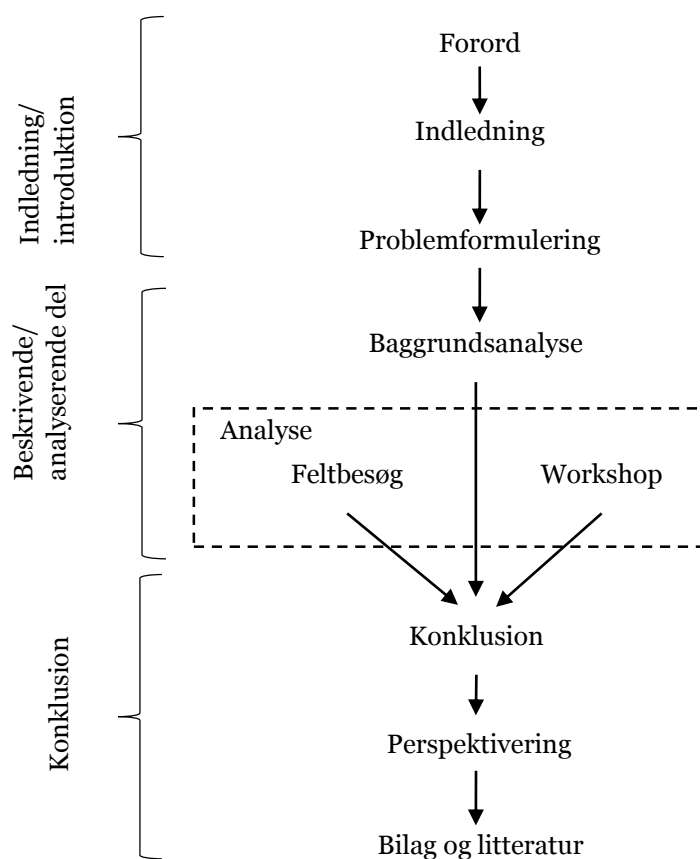 Indledning/
introduktion
Forord
Indledning
Problemformulering
Beskrivende/
analyserende del
Baggrundsanalyse
Analyse
Feltbesøg
Workshop
Konklusion
Konklusion
Perspektivering
Bilag og litteratur